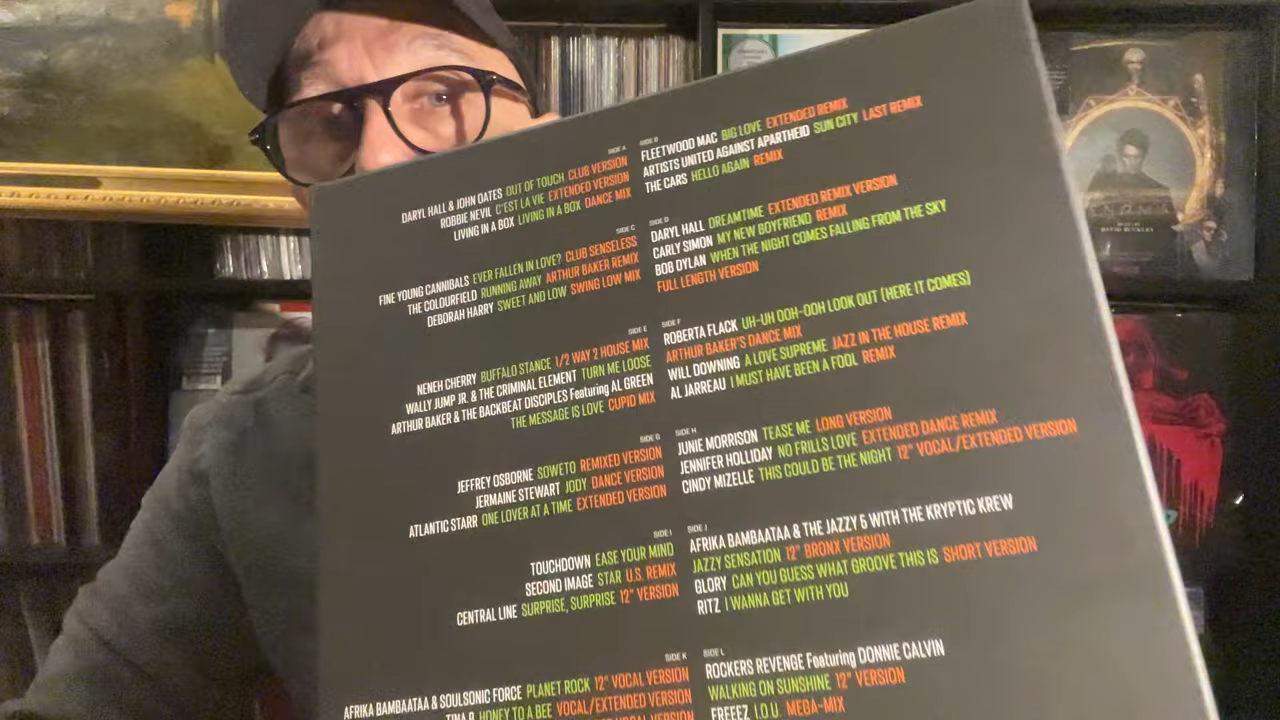 SIDE A
DARYL HALL & JOHN OATES OUT OF TOUCH CLUB VERSION
ROBBIE NEVIL C'EST LA VIE EXTENDED VERSION
LIVING IN A BOX LIVING IN A BOX DANCE MIX
SIDE B
FLEETWOOD MAC BIG LOVE EXTENDED REMIX
ARTISTS UNITED AGAINST APARTHEID SUN CITY LAST REMIX
THE CARS HELLO AGAIN REMIX
SIDE C
FINE YOUNG CANNIBALS EVER FALLEN IN LOVE? CLUB SENSELESS
THE COLOURFIELD RUNNING AWAY ARTHUR BAKER REMIX
DEBORAH HARRY SWEET AND LOW SWING LOW MIX
SIDE D
DARYL HALL DREAMTIME EXTENDED REMIX VERSION
CARLY SIMON MY NEW BOYFRIEND REMIX
BOB DYLAN WHEN THE NIGHT COMES FALLING FROM THE SKY
FULL LENGTH VERSION
SIDE E
NENEH CHERRY BUFFALO STANCE 1/2 WAY 2 HOUSE MIX
WALLY JUMP JR. & THE CRIMINAL ELEMENT TURN ME LOOSE
ARTHUR BAKER & THE BACKBEAT DISCIPLES Featuring AL GREEN
THE MESSAGE IS LOVE CUPID MIX
SIDE F
ROBERTA FLACK UH-UH OOH-OOH LOOK OUT (HERE IT COMES)
ARTHUR BAKER'S DANCE MIX
WILL DOWNING A LOVE SUPREME JAZZ IN THE HOUSE REMIX
AL JARREAU I MUST HAVE BEEN A FOOL REMIX
SIDE G
JEFFREY OSBORNE SOWETO REMIXED VERSION
JERMAINE STEWART JODY DANCE VERSION
ATLANTIC STARR ONE LOVER AT A TIME EXTENDED VERSION
SIDE H
JUNIE MORRISON TEASE ME LONG VERSION
JENNIFER HOLLIDAY NO FRILLS LOVE EXTENDED DANCE REMIX
CINDY MIZELLE THIS COULD BE THE NIGHT 12" VOCAL/EXTENDED VERSION
SIDE I
TOUCHDOWN EASE YOUR MIND
SECOND IMAGE STAR U.S. REMIX
CENTRAL LINE SURPRISE, SURPRISE 12" VERSION
SIDE J
AFRIKA BAMBAATAA & THE JAZZY 5 WITH THE KRYPTIC KREW
JAZZY SENSATION 12" BRONX VERSION
GLORY CAN YOU GUESS WHAT GROOVE THIS IS SHORT VERSION
RITZ I WANNA GET WITH YOU
SIDE K
AFRIKA BAMBAATAA & SOULSONIC FORCE PLANET ROCK 12" VOCAL VERSION
TINA B HONEY TO A BEE VOCAL/EXTENDED VERSION
VOCAL VERSION
SIDE L
ROCKERS REVENGE Featuring DONNIE CALVIN
WALKING ON SUNSHINE 12" VERSION
FREEEZ I.O.U. MEGA-MIX
DAVID BUCKLEY